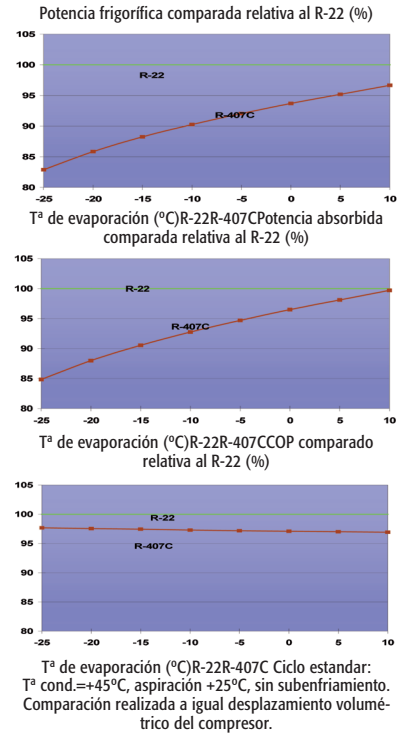 Potencia frigorífica comparada relativa al R-22 (%)
105
100
95
90
85
80
R-22
R-407C
-25 -20 -15 -10 -5 0 5 10
Tª de evaporación (ºC)R-22R-407CPotencia absorbida
comparada relativa al R-22 (%)
105
100
95
90
85
80
R-22
R-407C
-25 -20 -15 -10 -5 0 5 10
Tª de evaporación (ºC)R-22R-407CCOP comparado
relativa al R-22 (%)
105
100
95
90
85
80
R-22
R-407C
-25 -20 -15 -10 -5 0 5 10
Tª de evaporación (ºC)R-22R-407C Ciclo estandar:
Tª cond.=+45ºC, aspiración +25ºC, sin subenfriamiento.
Comparación realizada a igual desplazamiento volumé-
trico del compresor.